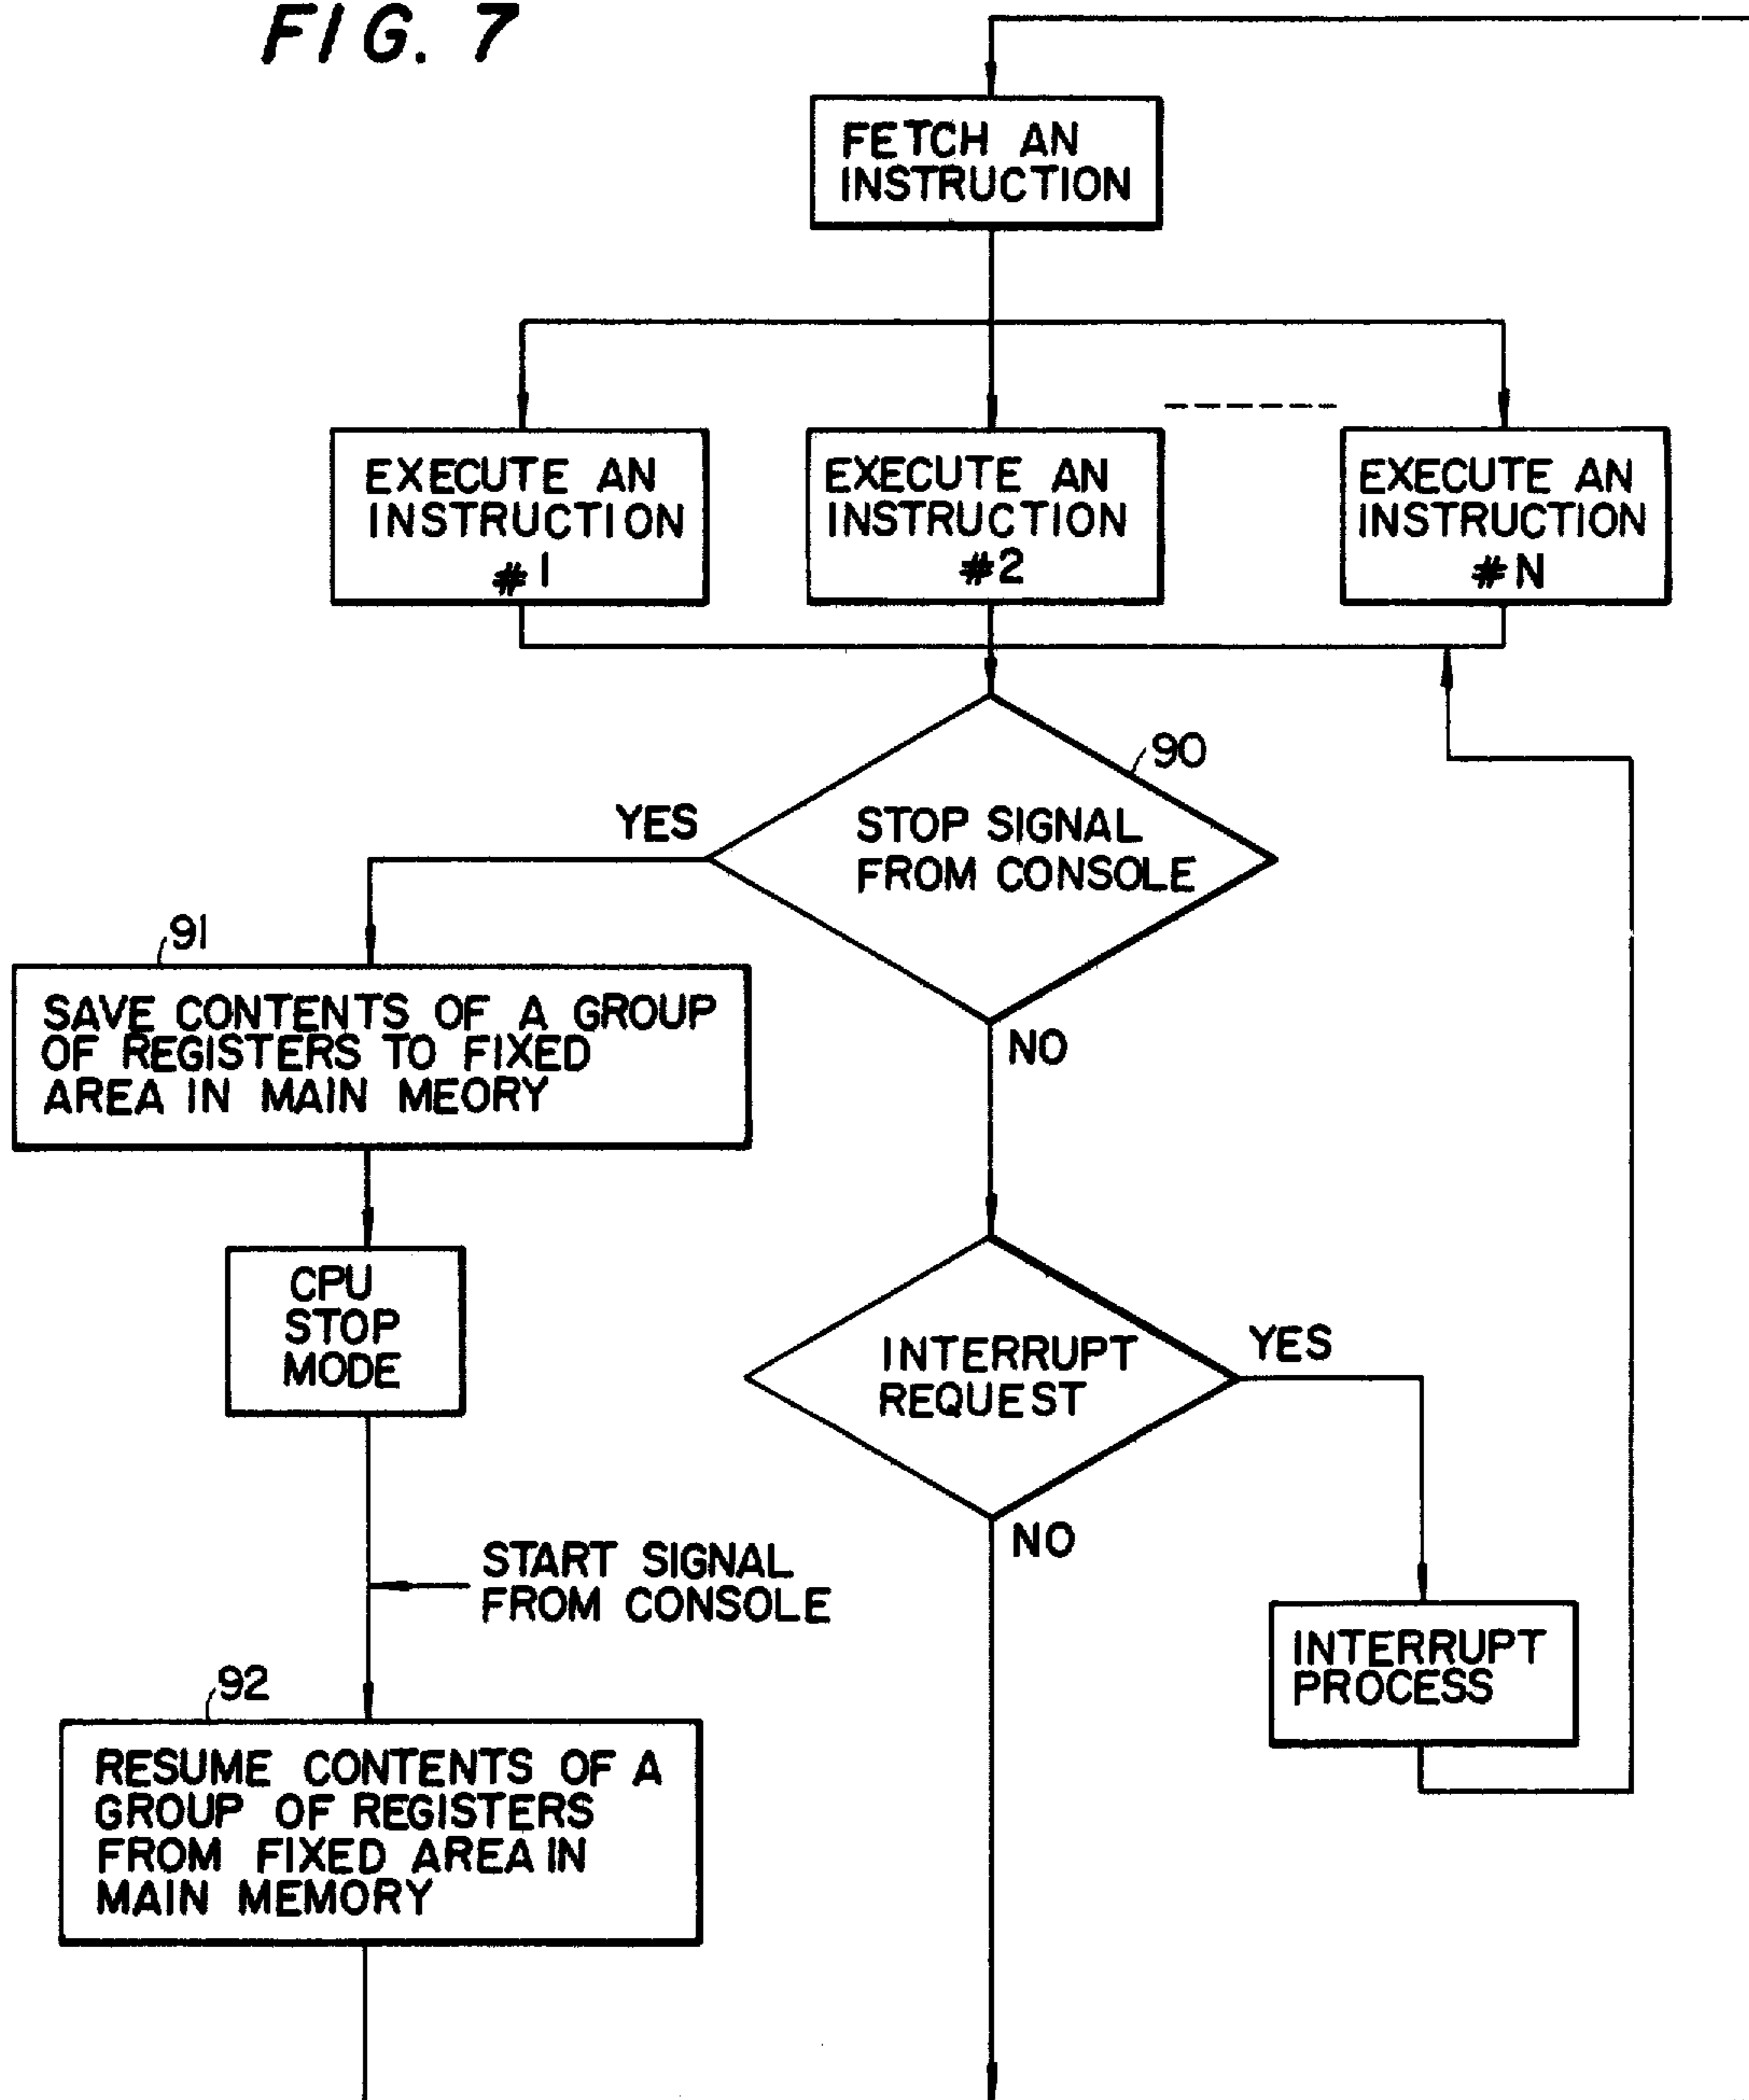 FIG. 7
FETCH AN
INSTRUCTION
EXECUTE AN
INSTRUCTION
#1
EXECUTE AN
INSTRUCTION
#2
EXECUTE AN
INSTRUCTION
#N
90
STOP SIGNAL
FROM CONSOLE
YES
NO
91
SAVE CONTENTS OF A GROUP
OF REGISTERS TO FIXED
AREA IN MAIN MEORY
CPU
STOP
MODE
INTERRUPT
REQUEST
YES
NO
START SIGNAL
FROM CONSOLE
INTERRUPT
PROCESS
92
RESUME CONTENTS OF A
GROUP OF REGISTERS
FROM FIXED AREA IN
MAIN MEMORY